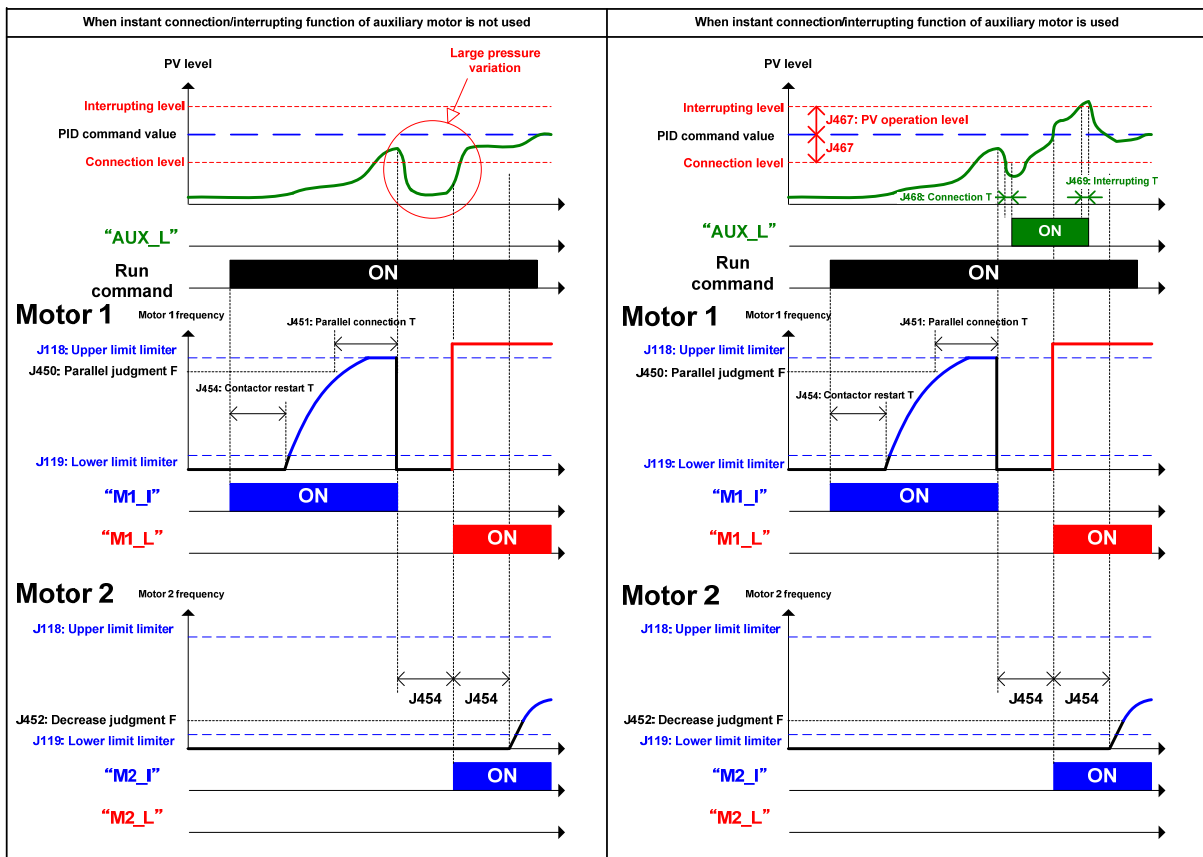 When instant connection/interrupting function of auxiliary motor is not used
Large pressure
variation
PV level
Interrupting level
PID command value
Connection level
“AUX_L”
Run
command
ON
Motor 1
Motor 1 frequency
J451: Parallel connection T
J118: Upper limit limiter
J450: Parallel judgment F
J454: Contactor restart T
J119: Lower limit limiter
“M1_I”
ON
“M1_L”
ON
Motor 2
Motor 2 frequency
J118: Upper limit limiter
J454
J454
J452: Decrease judgment F
J119: Lower limit limiter
“M2_I”
ON
“M2_L”
When instant connection/interrupting function of auxiliary motor is used
PV level
Interrupting level
J467: PV operation level
PID command value
J467
Connection level
J469: Interrupting T
J468: Connection T
“AUX_L”
ON
Run
command
ON
Motor 1
Motor 1 frequency
J451: Parallel connection T
J118: Upper limit limiter
J450: Parallel judgment F
J454: Contactor restart T
J119: Lower limit limiter
“M1_I”
ON
“M1_L”
ON
Motor 2
Motor 2 frequency
J118: Upper limit limiter
J454
J454
J452: Decrease judgment F
J119: Lower limit limiter
“M2_I”
ON
“M2_L”